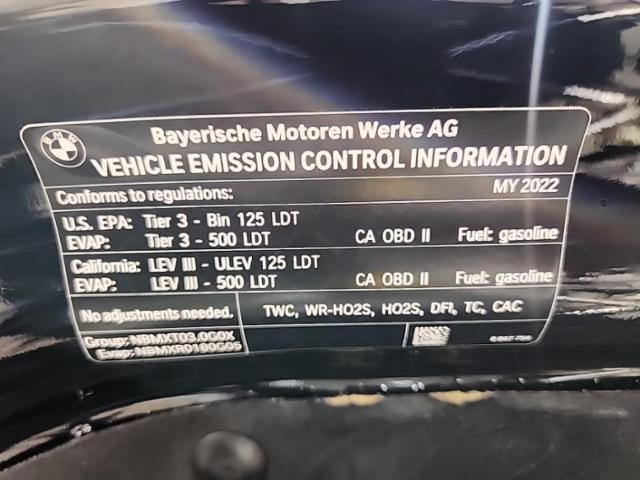 BMW
Bayerische Motoren Werke AG
VEHICLE EMISSION CONTROL INFORMATION
Conforms to regulations: MY 2022
U.S. EPA: Tier 3 - Bin 125 LDT
EVAP: Tier 3 - 500 LDT CA OBD II Fuel: gasoline
California: LEV III - ULEV 125 LDT
EVAP: LEV III - 500 LDT CA OBD II Fuel: gasoline
No adjustments needed. TWC, WR-HO2S, HO2S, DFI, TC, CAC
Group: NBMXT03.0G0X
Evap: NBMXR0180G05